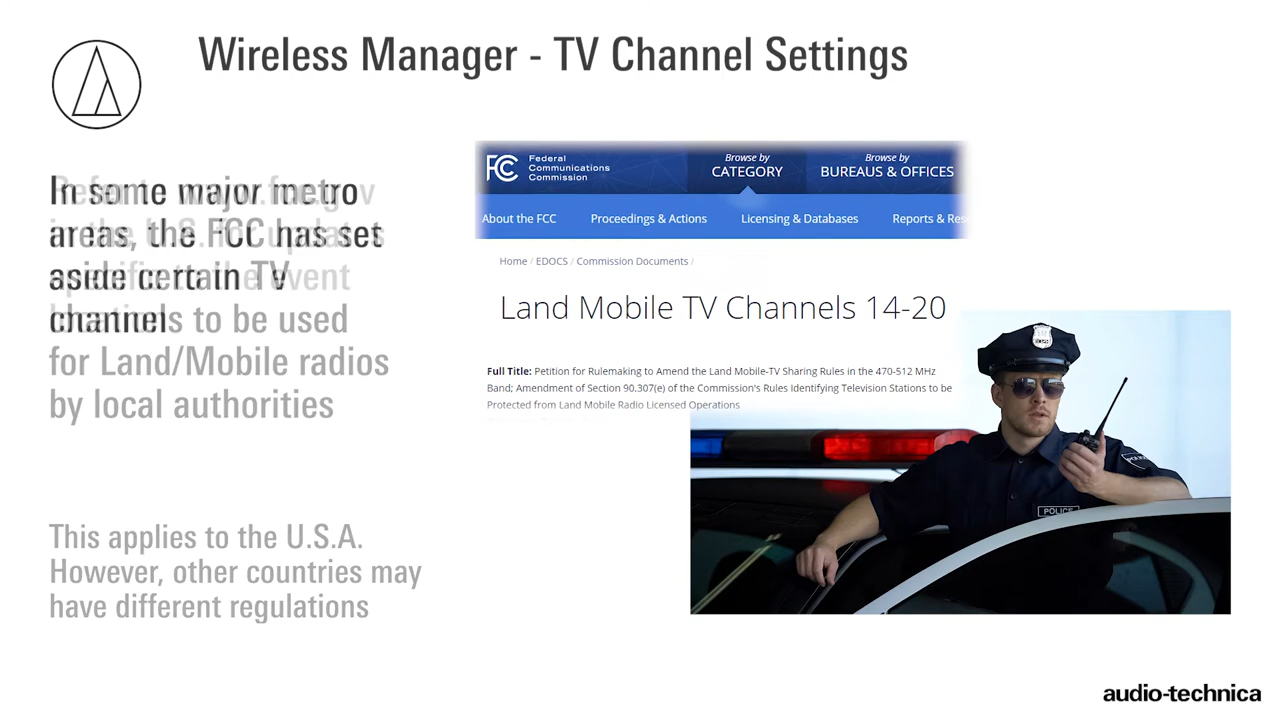 Wireless Manager - TV Channel Settings
In some major metro
areas, the FCC has set
aside certain TV
channels to be used
for Land/Mobile radios
by local authorities
This applies to the U.S.A.
However, other countries may
have different regulations
FCC Federal Communications Commission
Browse by
CATEGORY
Browse by
BUREAUS & OFFICES
About the FCC Proceedings & Actions Licensing & Databases Reports & Res
Home / EDOCS / Commission Documents /
Land Mobile TV Channels 14-20
Full Title: Petition for Rulemaking to Amend the Land Mobile-TV Sharing Rules in the 470-512 MHz
Band; Amendment of Section 90.307(e) of the Commission's Rules Identifying Television Stations to be
Protected from Land Mobile Radio Licensed Operations
POLICE
audio-technica